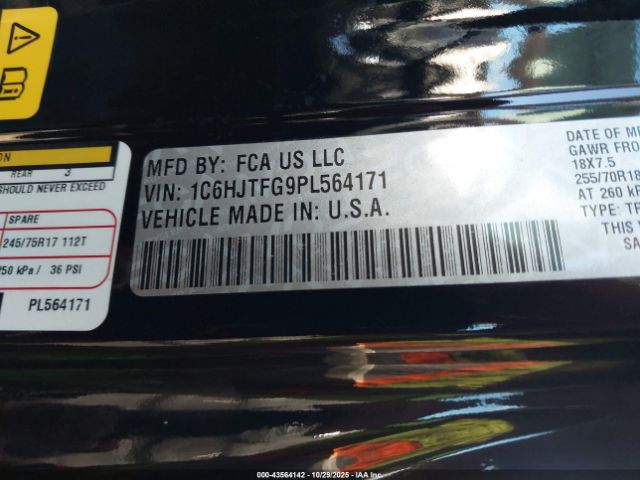 ON
REAR 3
SHOULD NEVER EXCEED
SPARE
245/75R17 112T
250 kPa / 36 PSI
PL564171
MFD BY: FCA US LLC
VIN: 1C6HJTFG9PL564171
VEHICLE MADE IN: U.S.A.
DATE OF M
GAWR FRO
18X7.5
255/70R18
AT 260 kP
TYPE: TR
THIS
SA
000-43564142 - 10/29/2025 - IAA Inc.